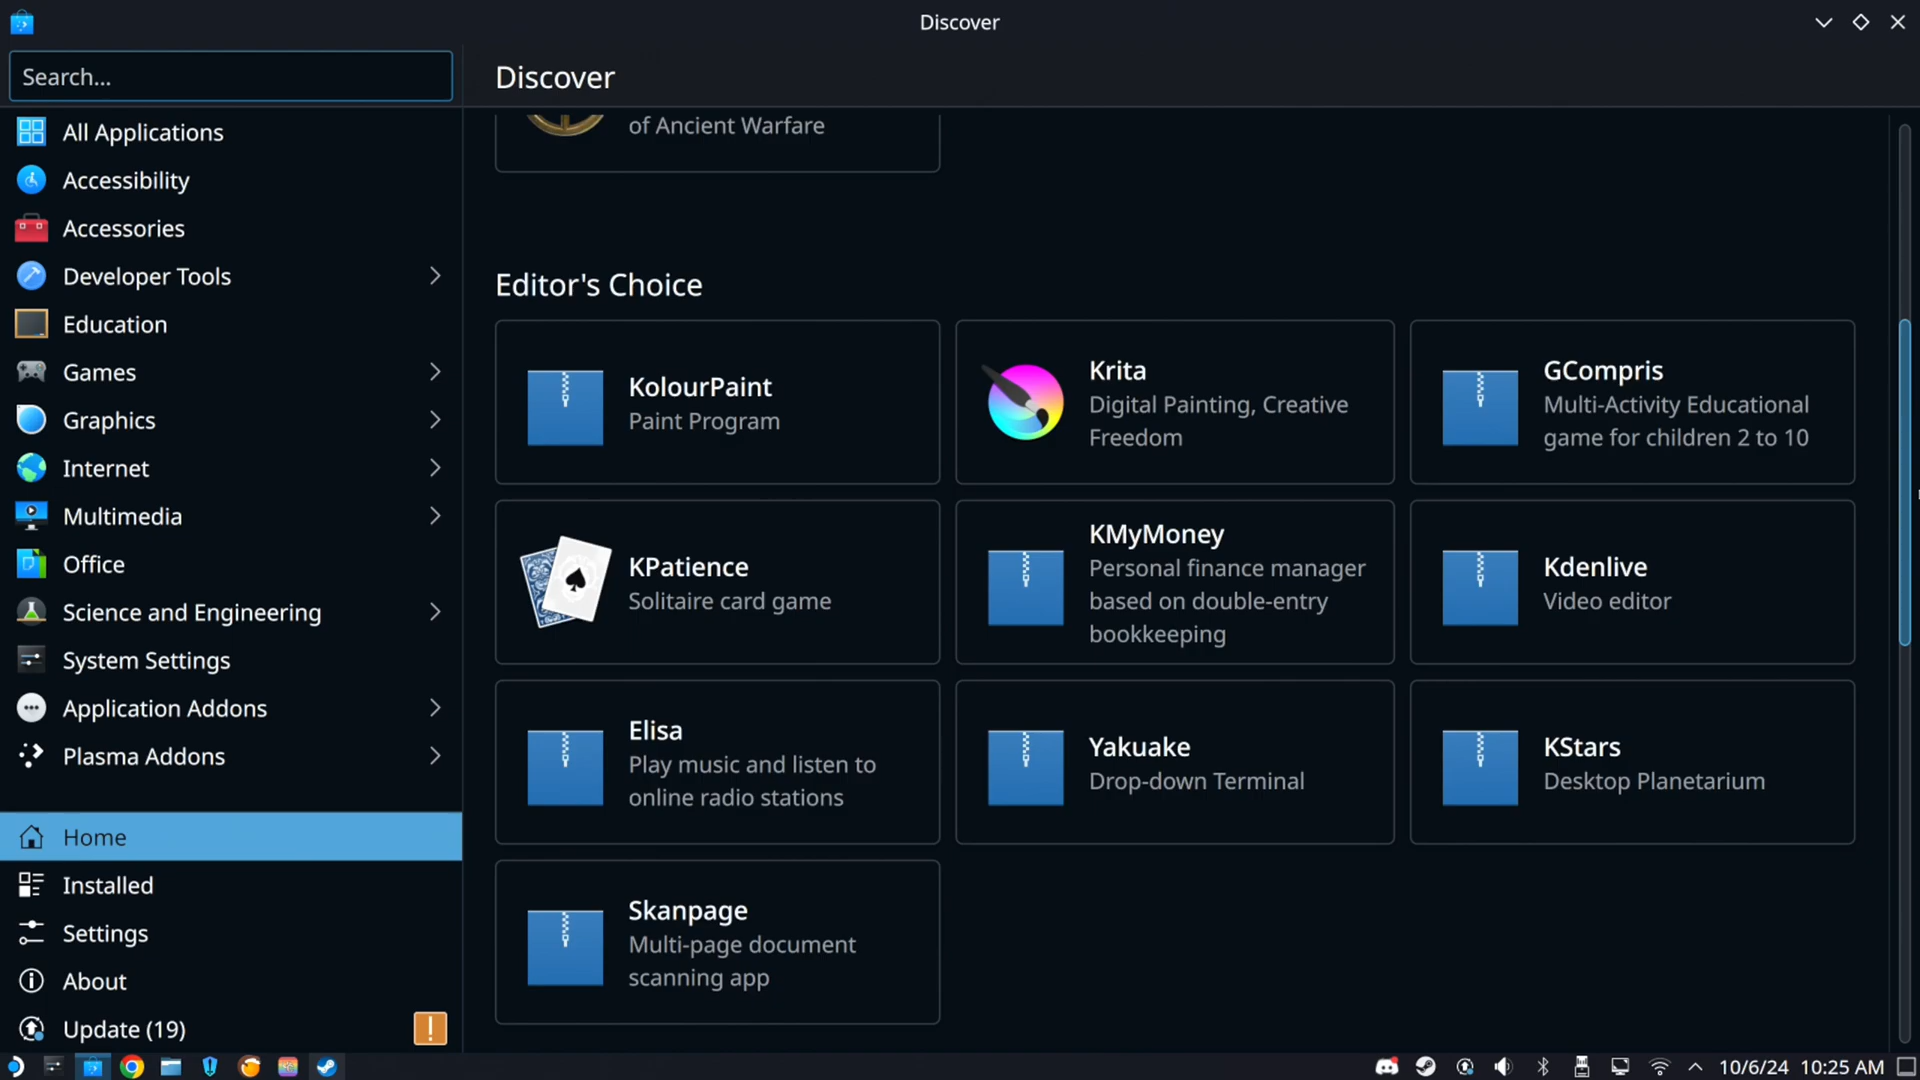 Discover
Search...
Discover
All Applications
Accessibility
Accessories
Developer Tools
Education
Games
Graphics
Internet
Multimedia
Office
Science and Engineering
System Settings
Application Addons
Plasma Addons
Home
Installed
Settings
About
Update (19)
of Ancient Warfare
Editor's Choice
KolourPaint
Paint Program
Krita
Digital Painting, Creative
Freedom
GCompris
Multi-Activity Educational
game for children 2 to 10
KPatience
Solitaire card game
KMyMoney
Personal finance manager
based on double-entry
bookkeeping
Kdenlive
Video editor
Elisa
Play music and listen to
online radio stations
Yakuake
Drop-down Terminal
KStars
Desktop Planetarium
Skanpage
Multi-page document
scanning app
10/6/24 10:25 AM